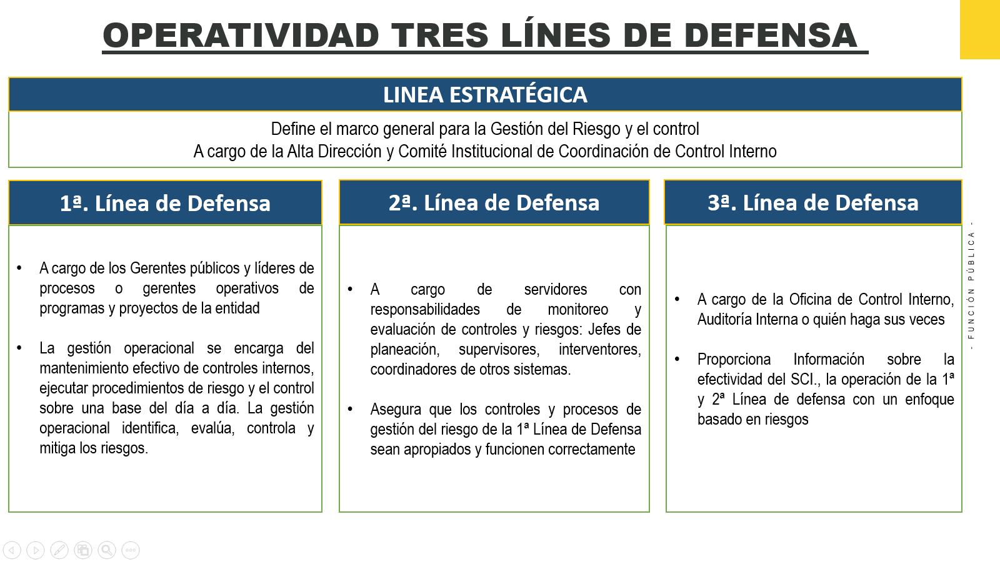 OPERATIVIDAD TRES LÍNES DE DEFENSA
LINEA ESTRATÉGICA
Define el marco general para la Gestión del Riesgo y el control
A cargo de la Alta Dirección y Comité Institucional de Coordinación de Control Interno
1ª. Línea de Defensa
• A cargo de los Gerentes públicos y líderes de
procesos o gerentes operativos de
programas y proyectos de la entidad
• La gestión operacional se encarga del
mantenimiento efectivo de controles internos,
ejecutar procedimientos de riesgo y el control
sobre una base del día a día. La gestión
operacional identifica, evalúa, controla y
mitiga los riesgos.
2ª. Línea de Defensa
• A cargo de servidores con
responsabilidades de monitoreo y
evaluación de controles y riesgos: Jefes de
planeación, supervisores, interventores,
coordinadores de otros sistemas.
• Asegura que los controles y procesos de
gestión del riesgo de la 1ª Línea de Defensa
sean apropiados y funcionen correctamente
3ª. Línea de Defensa
• A cargo de la Oficina de Control Interno,
Auditoría Interna o quién haga sus veces
• Proporciona Información sobre la
efectividad del SCI., la operación de la 1ª
y 2ª Línea de defensa con un enfoque
basado en riesgos
- FUNCIÓN PÚBLICA -